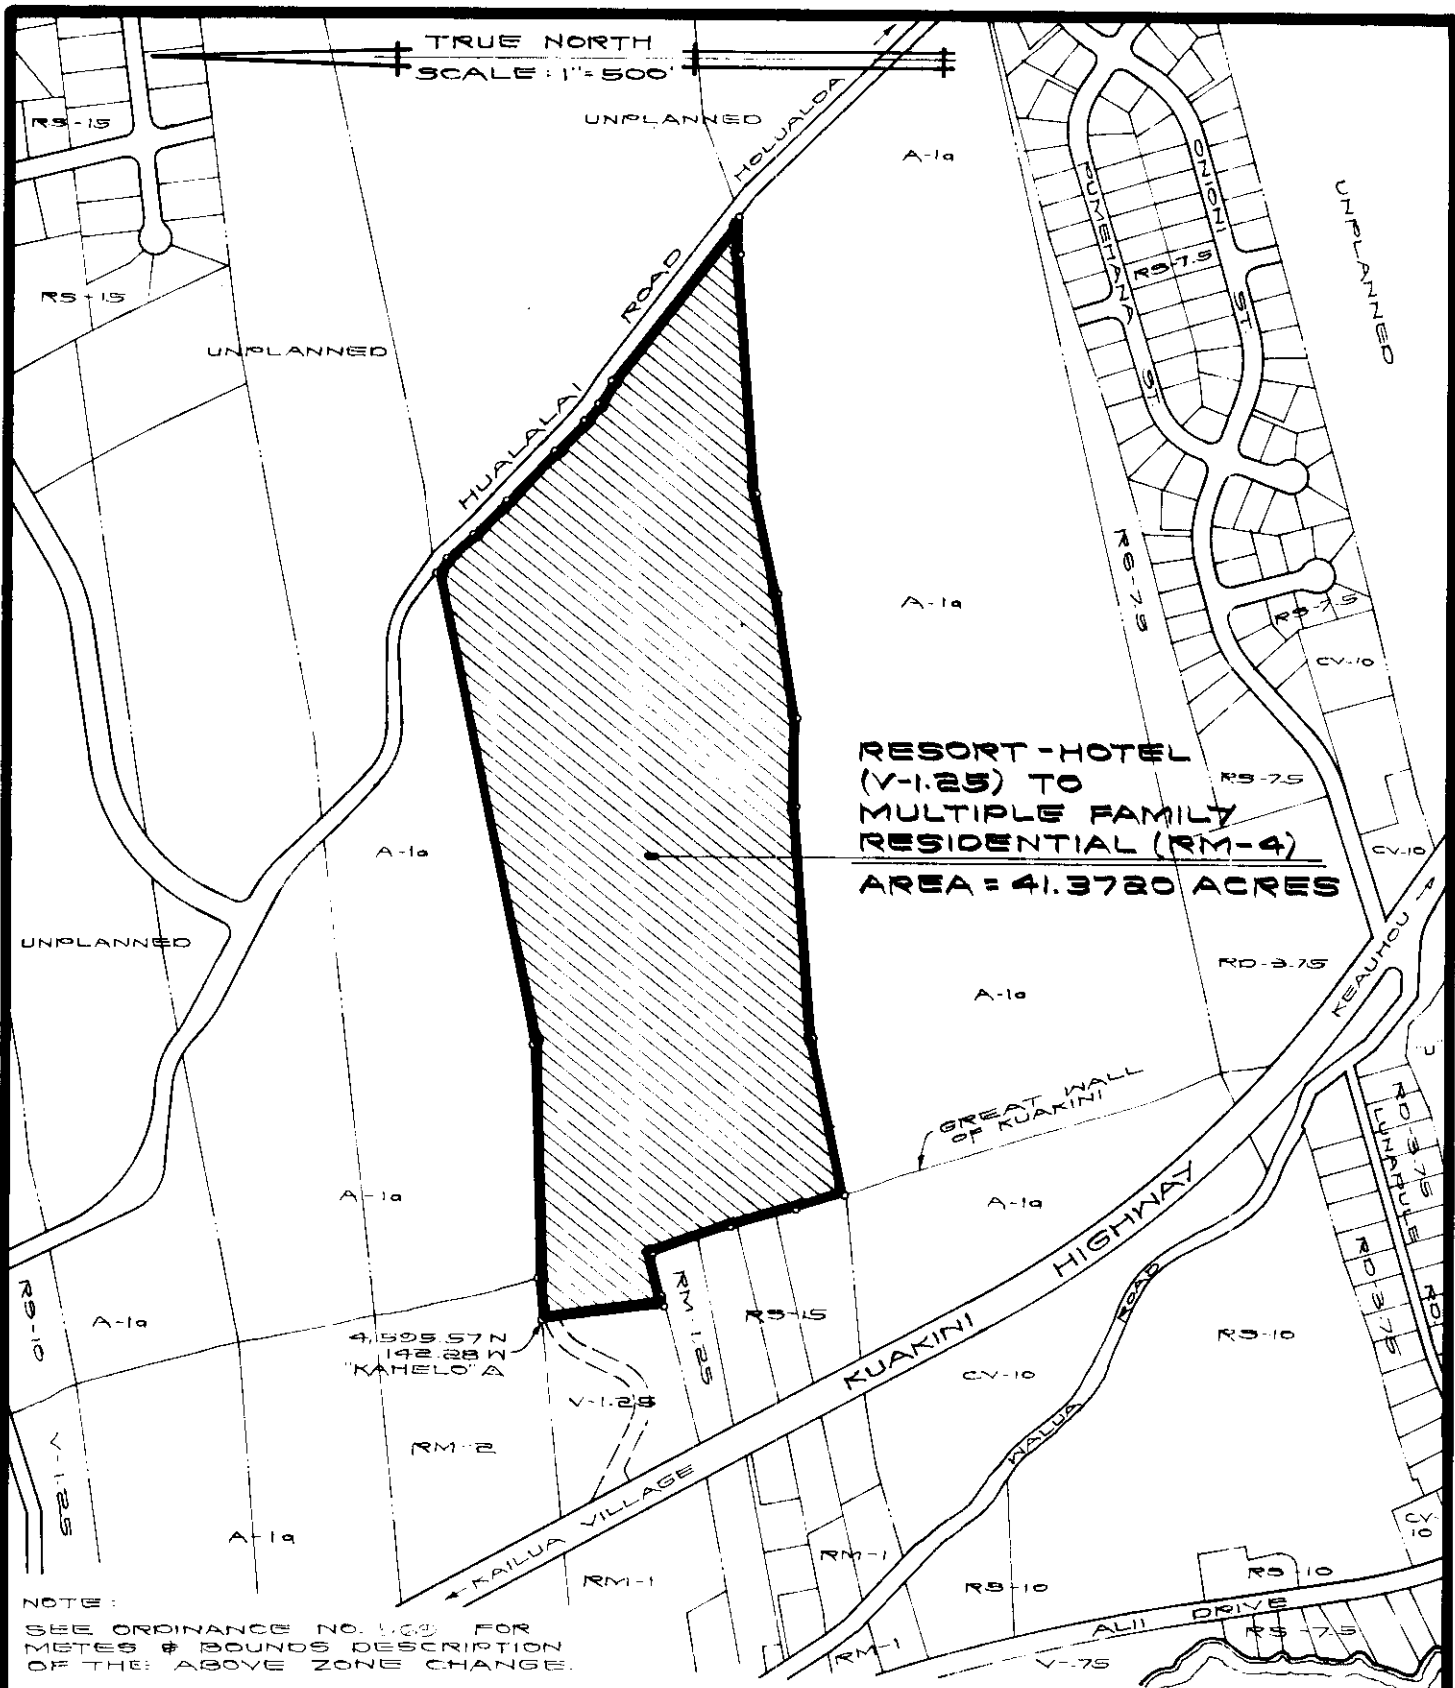 TRUE NORTH
SCALE : 1" = 500'
UNPLANNED
HOLUALOA
A-1a
RS-15
RS-15
UNPLANNED
HUALALAI ROAD
PUMEHANA ST.
ONIONI ST.
RS-7.5
UNPLANNED
RS-7.5
A-1a
RS-7.5
CV-10
RESORT-HOTEL
(V-1.25) TO
MULTIPLE FAMILY
RESIDENTIAL (RM-4)
AREA = 41.3720 ACRES
RS-7.5
CV-10
A-1a
UNPLANNED
A-1a
RD-3.75
KEAUHOU
U
GREAT WALL
OF KUAKINI
A-1a
A-1a
RD-3.75
LUNAPULE
RD-3.75
RD
RS-10
A-1a
4,595.57 N
142.28 W
"KAHELO" A
V-1.25
RM-1.25
RS-15
KUAKINI HIGHWAY
CV-10
WALUA ROAD
RS-10
RM-2
V-1.25
A-1a
KAILUA VILLAGE
RM-1
RM-1
RM-1
RS-10
CV-
10
RS-10
ALII DRIVE
RS-7.5
V-.75
NOTE :
SEE ORDINANCE NO. FOR
METES & BOUNDS DESCRIPTION
OF THE ABOVE ZONE CHANGE.